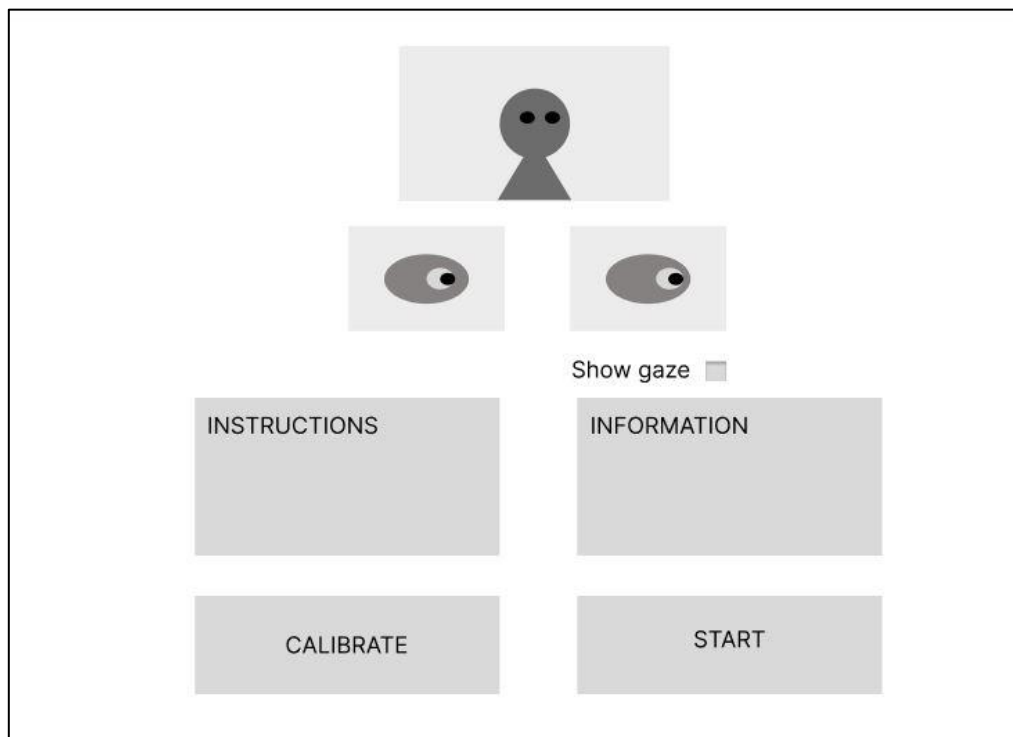 Show gaze
INSTRUCTIONS
INFORMATION
CALIBRATE
START